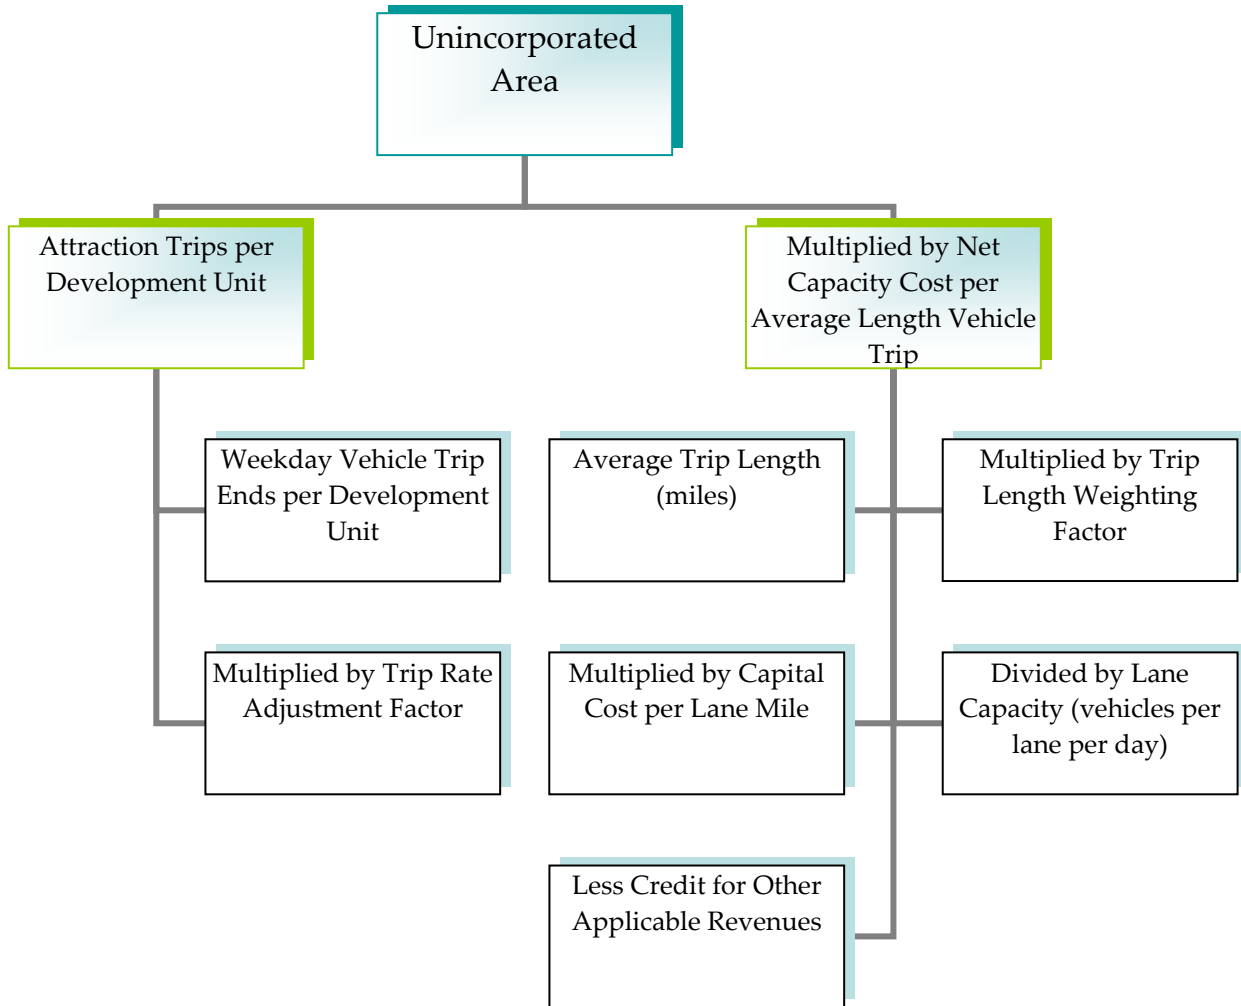 Unincorporated
Area
Attraction Trips per
Development Unit
Multiplied by Net
Capacity Cost per
Average Length Vehicle
Trip
Weekday Vehicle Trip
Ends per Development
Unit
Average Trip Length
(miles)
Multiplied by Trip
Length Weighting
Factor
Multiplied by Trip Rate
Adjustment Factor
Multiplied by Capital
Cost per Lane Mile
Divided by Lane
Capacity (vehicles per
lane per day)
Less Credit for Other
Applicable Revenues